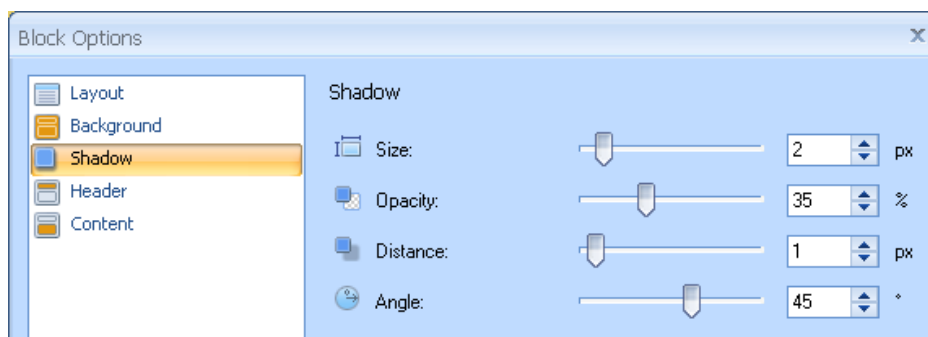 Block Options
Layout
Background
Shadow
Header
Content
Shadow
Size: 2 px
Opacity: 35 %
Distance: 1 px
Angle: 45 °